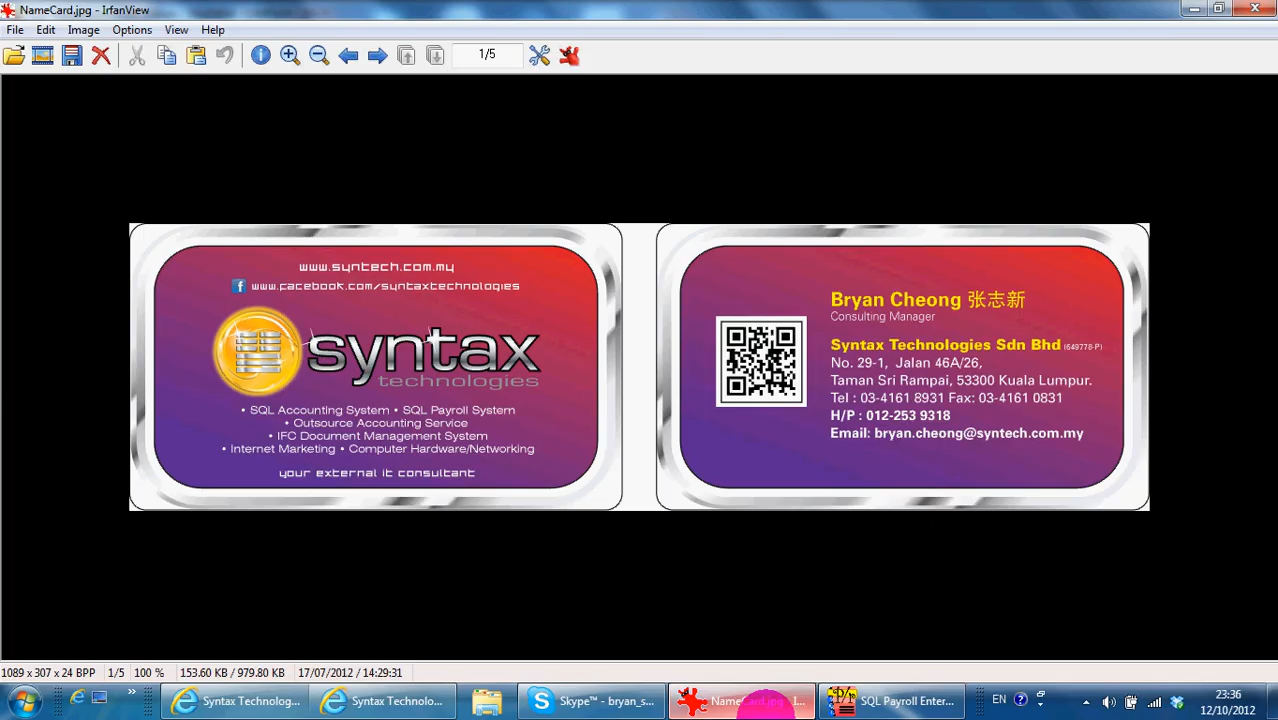 NameCard.jpg - IrfanView
File Edit Image Options View Help
1/5
www.syntech.com.my
f www.facebook.com/syntaxtechnologies
syntax
technologies
• SQL Accounting System • SQL Payroll System
• Outsource Accounting Service
• IFC Document Management System
• Internet Marketing • Computer Hardware/Networking
your external it consultant
Bryan Cheong 张志新
Consulting Manager
Syntax Technologies Sdn Bhd (649778-P)
No. 29-1, Jalan 46A/26,
Taman Sri Rampai, 53300 Kuala Lumpur.
Tel : 03-4161 8931 Fax: 03-4161 0831
H/P : 012-253 9318
Email: bryan.cheong@syntech.com.my
1089 x 307 x 24 BPP 1/5 100 % 153.60 KB / 979.80 KB 17/07/2012 / 14:29:31
Syntax Technolog... Syntax Technolo... Skype™ - bryan_s... NameCard.jpg - I... SQL Payroll Enter... EN 23:36
12/10/2012